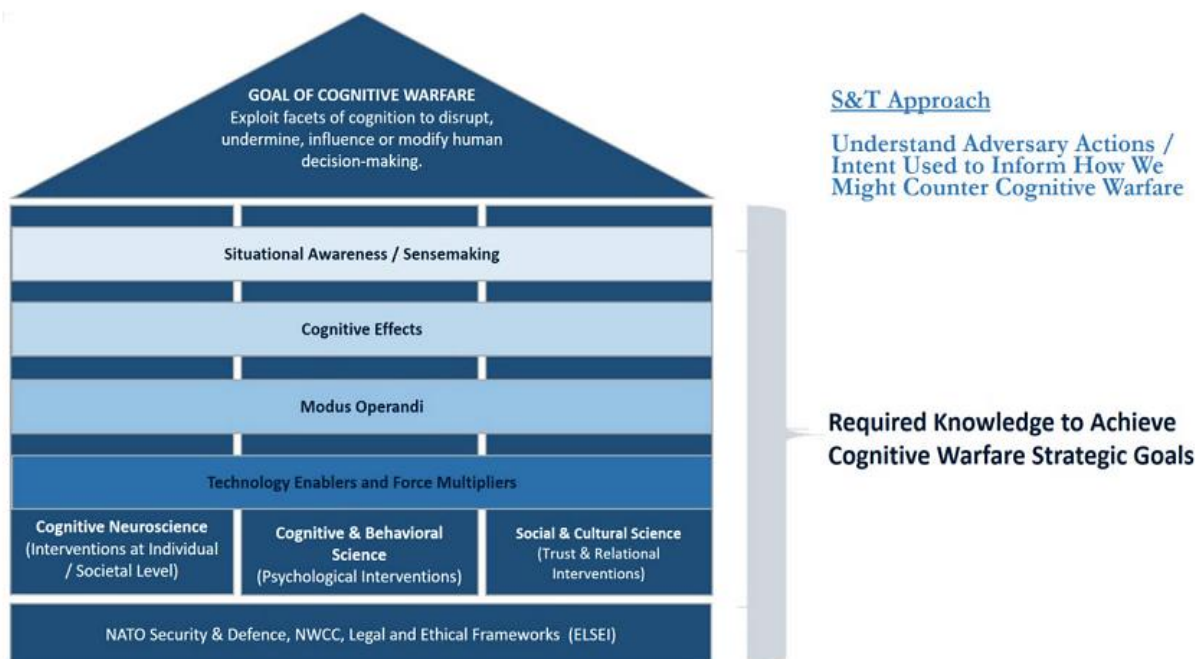 GOAL OF COGNITIVE WARFARE
Exploit facets of cognition to disrupt,
undermine, influence or modify human
decision-making.
S&T Approach
Understand Adversary Actions /
Intent Used to Inform How We
Might Counter Cognitive Warfare
Situational Awareness / Sensemaking
Cognitive Effects
Modus Operandi
Required Knowledge to Achieve
Cognitive Warfare Strategic Goals
Technology Enablers and Force Multipliers
Cognitive Neuroscience
(Interventions at Individual
/ Societal Level)
Cognitive & Behavioral
Science
(Psychological Interventions)
Social & Cultural Science
(Trust & Relational
Interventions)
NATO Security & Defence, NWCC, Legal and Ethical Frameworks (ELSEI)